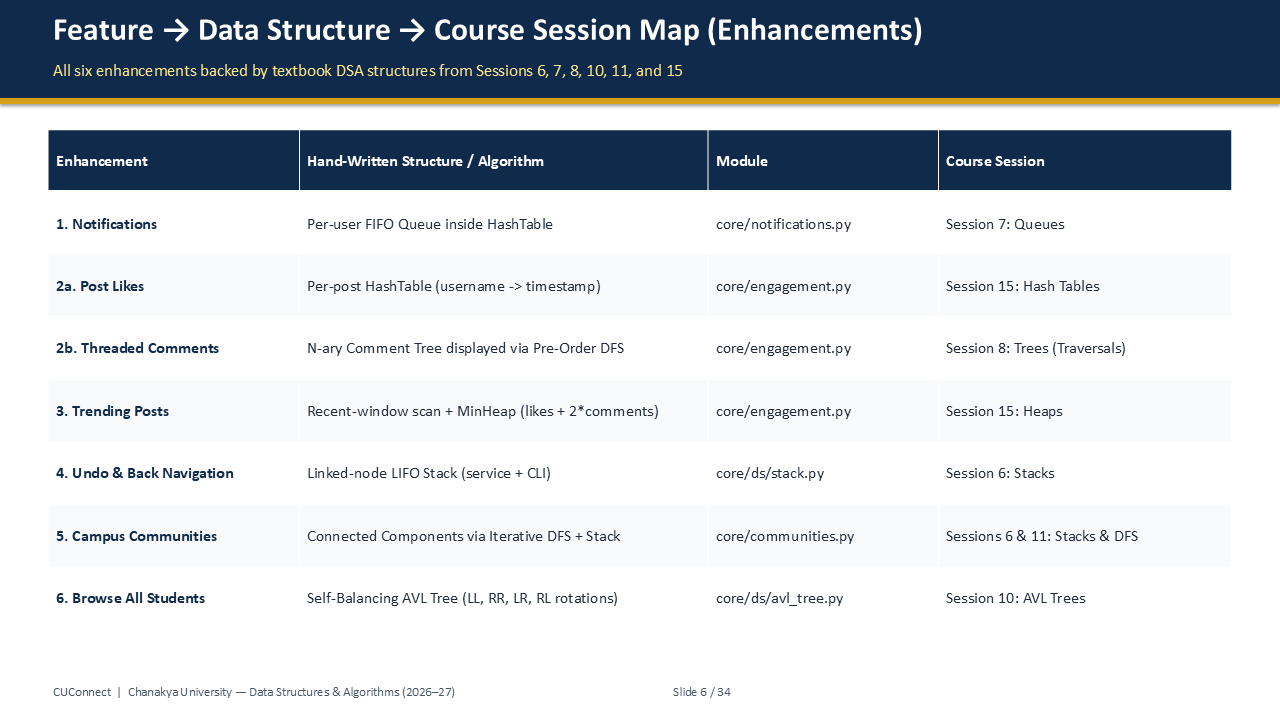 Feature → Data Structure → Course Session Map (Enhancements)
All six enhancements backed by textbook DSA structures from Sessions 6, 7, 8, 10, 11, and 15
Enhancement Hand-Written Structure / Algorithm Module Course Session
1. Notifications Per-user FIFO Queue inside HashTable core/notifications.py Session 7: Queues
2a. Post Likes Per-post HashTable (username -> timestamp) core/engagement.py Session 15: Hash Tables
2b. Threaded Comments N-ary Comment Tree displayed via Pre-Order DFS core/engagement.py Session 8: Trees (Traversals)
3. Trending Posts Recent-window scan + MinHeap (likes + 2*comments) core/engagement.py Session 15: Heaps
4. Undo & Back Navigation Linked-node LIFO Stack (service + CLI) core/ds/stack.py Session 6: Stacks
5. Campus Communities Connected Components via Iterative DFS + Stack core/communities.py Sessions 6 & 11: Stacks & DFS
6. Browse All Students Self-Balancing AVL Tree (LL, RR, LR, RL rotations) core/ds/avl_tree.py Session 10: AVL Trees
CUConnect | Chanakya University — Data Structures & Algorithms (2026–27) Slide 6 / 34